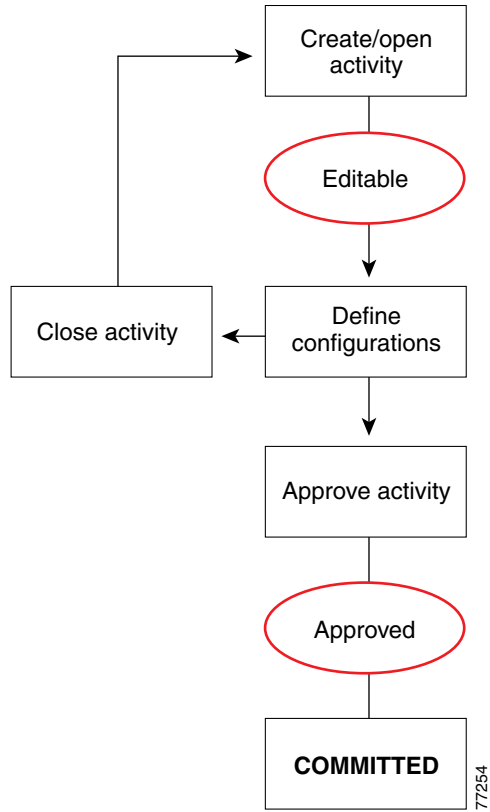 Create/open
activity
Editable
Close activity
Define
configurations
Approve activity
Approved
COMMITTED
77254